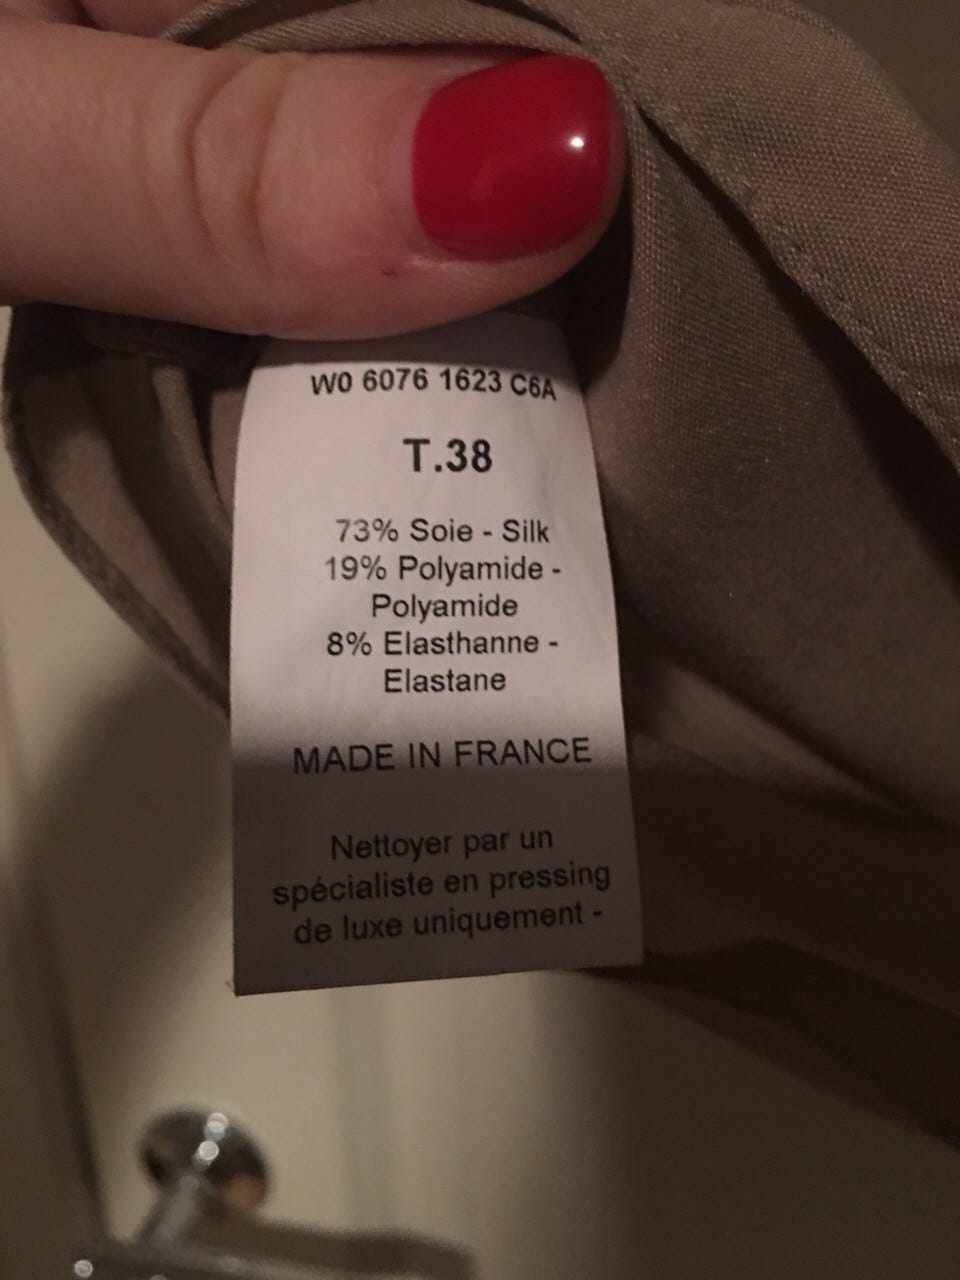 W0 6076 1623 C6A
T.38
73% Soie - Silk
19% Polyamide -
Polyamide
8% Elasthanne -
Elastane
MADE IN FRANCE
Nettoyer par un
spécialiste en pressing
de luxe uniquement -